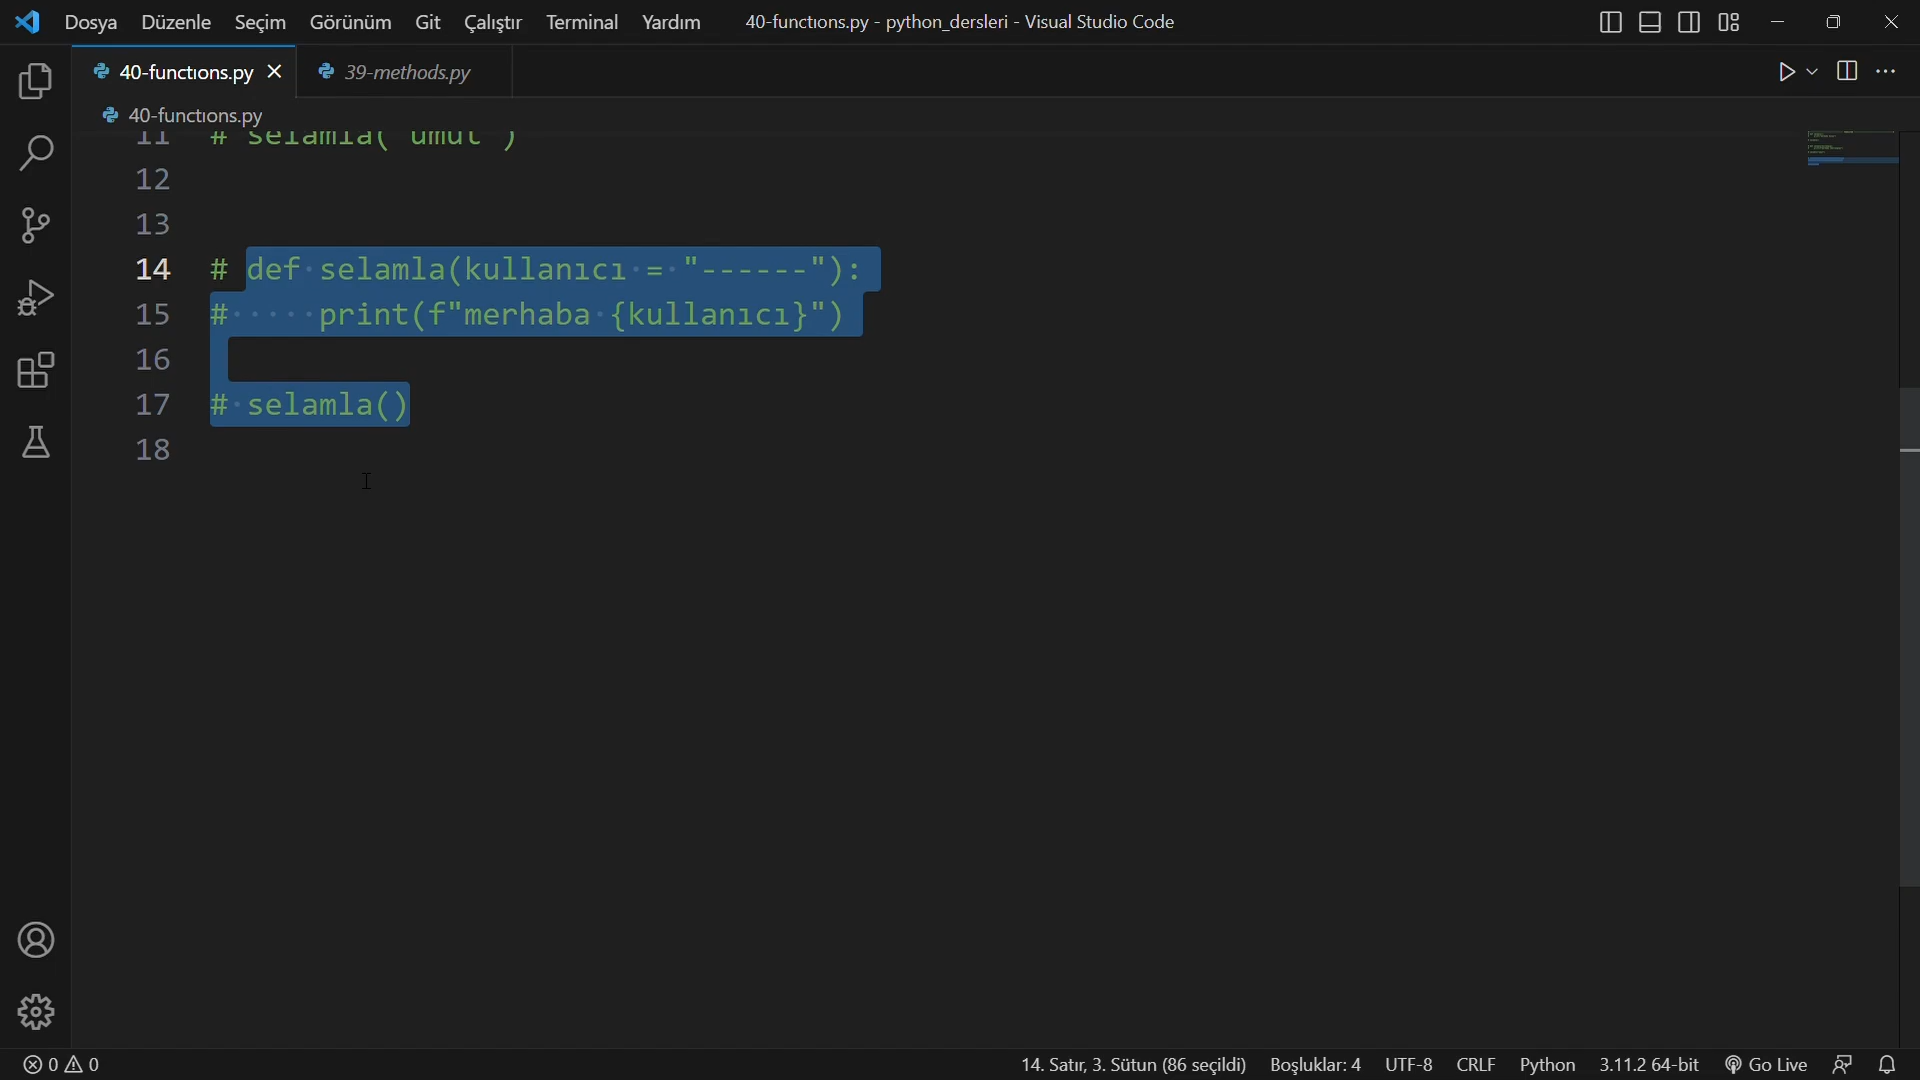 Dosya Düzenle Seçim Görünüm Git Çalıştır Terminal Yardım 40-functıons.py - python_dersleri - Visual Studio Code
40-functıons.py 39-methods.py
40-functıons.py
11 # selamla("umut")
12
13
14 # def selamla(kullanıcı = "------"):
15 #     print(f"merhaba {kullanıcı}")
16
17 # selamla()
18
0 0 14. Satır, 3. Sütun (86 seçildi) Boşluklar: 4 UTF-8 CRLF Python 3.11.2 64-bit Go Live